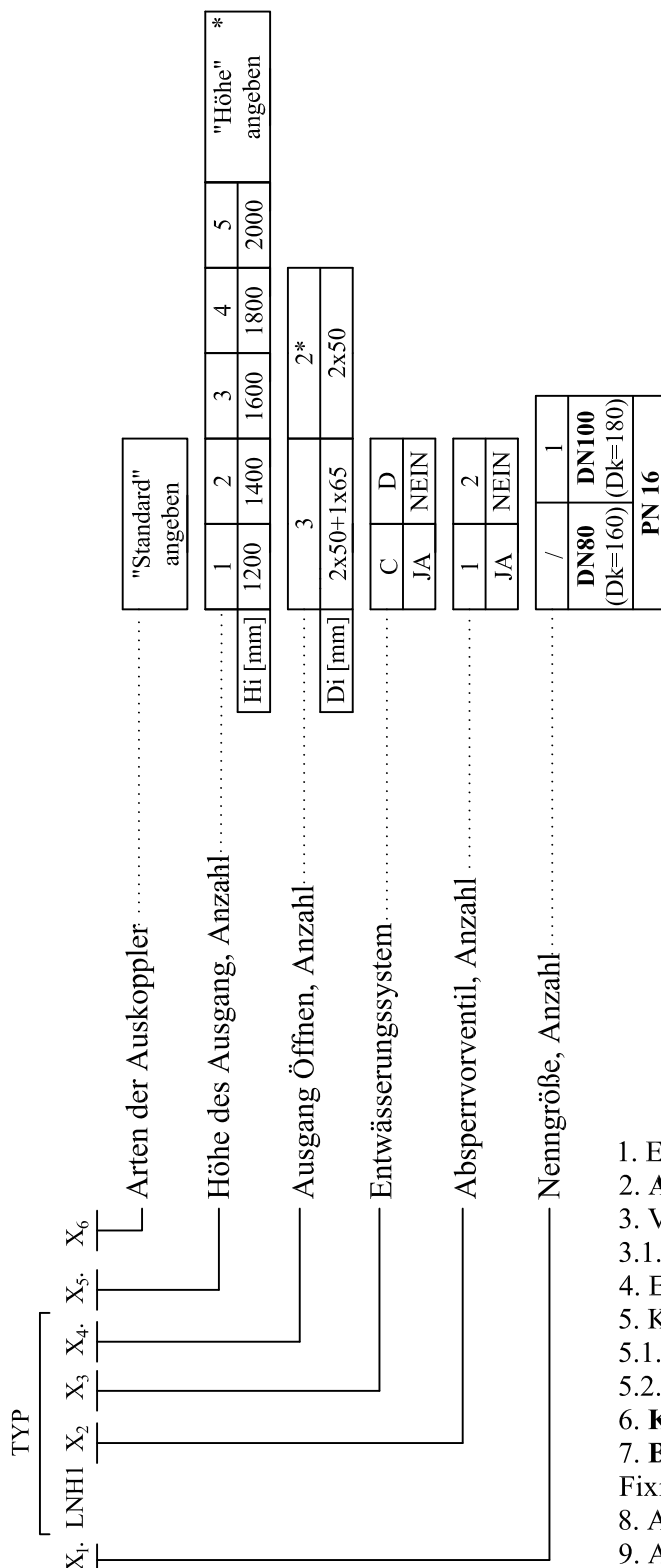 TYP
X₁. LNH1 X₂ X₃ X₄. X₅. X₆
Arten der Auskoppler
"Standard"
angeben
Höhe des Ausgang, Anzahl
1 2 3 4 5 "Höhe" *
angeben
Hi [mm] 1200 1400 1600 1800 2000
Ausgang Öffnen, Anzahl
3 2*
Di [mm] 2x50+1x65 2x50
Entwässerungssystem
C D
JA NEIN
Absperrvorventil, Anzahl
1 2
JA NEIN
Nenngröße, Anzahl
/ 1
DN80 DN100
(Dk=160) (Dk=180)
PN 16
1. E
2. A
3. V
3.1.
4. E
5. K
5.1.
5.2.
6. K
7. B
Fix
8. A
9. A